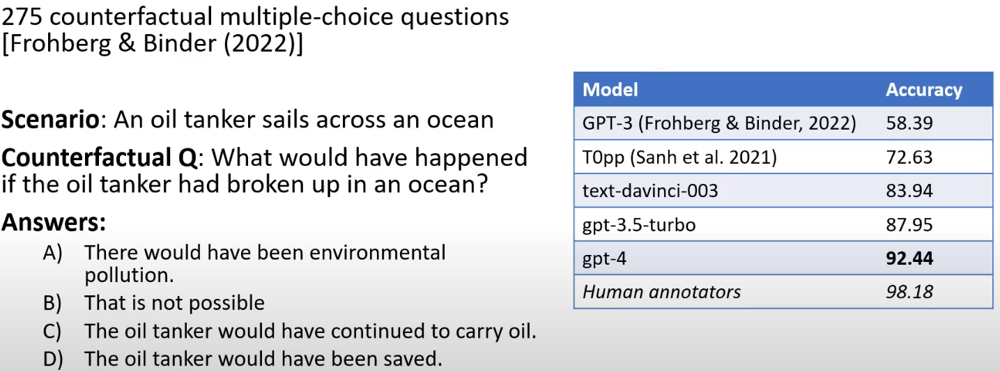 275 counterfactual multiple-choice questions
[Frohberg & Binder (2022)]
Scenario: An oil tanker sails across an ocean
Counterfactual Q: What would have happened
if the oil tanker had broken up in an ocean?
Answers:
A) There would have been environmental
pollution.
B) That is not possible
C) The oil tanker would have continued to carry oil.
D) The oil tanker would have been saved.
Model Accuracy
GPT-3 (Frohberg & Binder, 2022) 58.39
T0pp (Sanh et al. 2021) 72.63
text-davinci-003 83.94
gpt-3.5-turbo 87.95
gpt-4 92.44
Human annotators 98.18